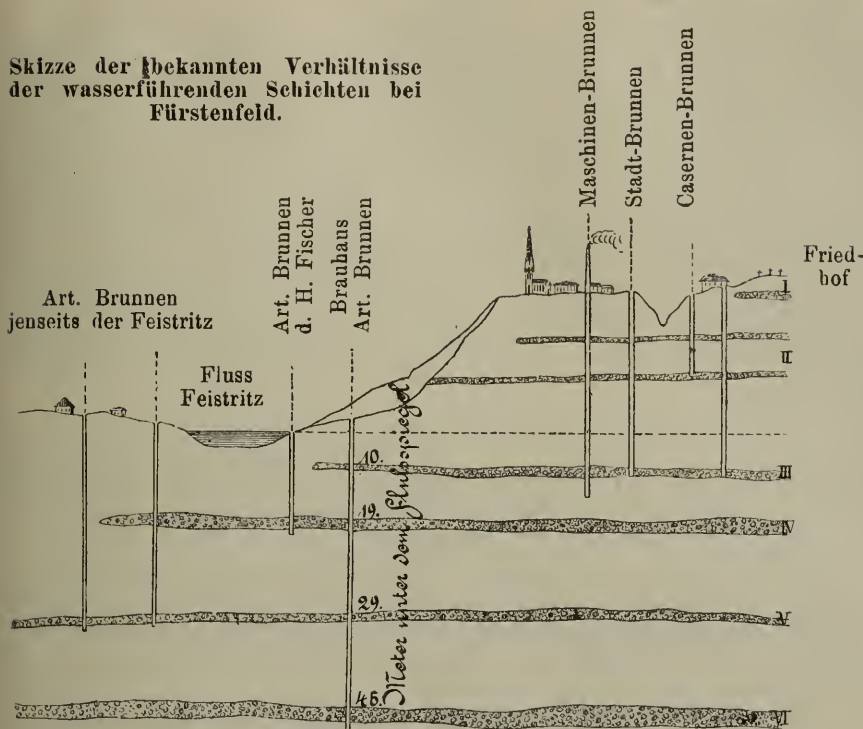 Skizze der bekannten Verhältnisse
der wasserführenden Schichten bei
Fürstenfeld.
Maschinen-Brunnen
Stadt-Brunnen
Casernen-Brunnen
Fried-
hof
Art. Brunnen
d. H. Fischer
Brauhaus
Art. Brunnen
Art. Brunnen
jenseits der Feistritz
Fluss
Feistritz
I
II
10.
III
19.
IV
29.
V
46.
VI
Meter unter dem Flußspiegel